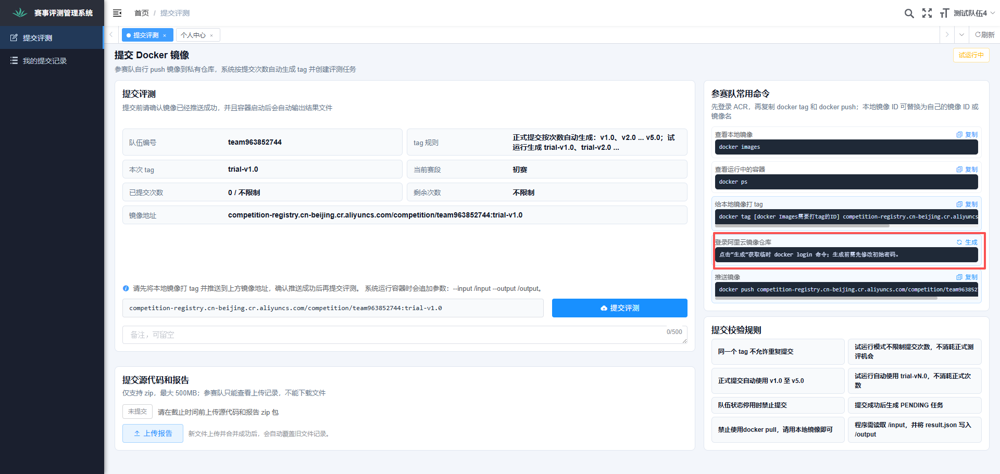 赛事评测管理系统
提交评测
我的提交记录
首页 / 提交评测
测试队伍4
提交评测 ×
个人中心 ×
刷新
提交 Docker 镜像
试运行中
参赛队自行 push 镜像到私有仓库，系统按提交次数自动生成 tag 并创建评测任务
提交评测
提交前请确认镜像已经推送成功，并且容器启动后会自动输出结果文件
队伍编号 team963852744
tag 规则 正式提交按次数自动生成：v1.0、v2.0 ... v5.0；试
运行生成 trial-v1.0、trial-v2.0 ...
本次 tag trial-v1.0
当前赛段 初赛
已提交次数 0 / 不限制
剩余次数 不限制
镜像地址 competition-registry.cn-beijing.cr.aliyuncs.com/competition/team963852744:trial-v1.0
请先将本地镜像打 tag 并推送到上方镜像地址，确认推送成功后再提交评测。 系统运行容器时会追加参数：--input /input --output /output。
competition-registry.cn-beijing.cr.aliyuncs.com/competition/team963852744:trial-v1.0
提交评测
备注，可留空
0/500
提交源代码和报告
仅支持 zip，最大 500MB；参赛队只能查看上传记录，不能下载文件
未提交 请在截止时间前上传源代码和报告 zip 包
上传报告 新文件上传并合并成功后，会自动覆盖旧文件记录。
参赛队常用命令
先登录 ACR，再复制 docker tag 和 docker push；本地镜像 ID 可替换为自己的镜像 ID 或
镜像名
查看本地镜像 复制
docker images
查看运行中的容器 复制
docker ps
给本地镜像打 tag 复制
docker tag [docker Images需要打tag的ID] competition-registry.cn-beijing.cr.aliyuncs
登录阿里云镜像仓库 生成
点击“生成”获取临时 docker login 命令；生成前需先修改初始密码。
推送镜像 复制
docker push competition-registry.cn-beijing.cr.aliyuncs.com/competition/team963852
提交校验规则
同一个 tag 不允许重复提交
试运行模式不限制提交次数，不消耗正式测
评机会
正式提交自动使用 v1.0 至 v5.0
试运行自动使用 trial-vN.0，不消耗正式次
数
队伍状态停用时禁止提交
提交成功后生成 PENDING 任务
禁止使用docker pull，请用本地镜像即可
程序需读取 /input，并将 result.json 写入
/output